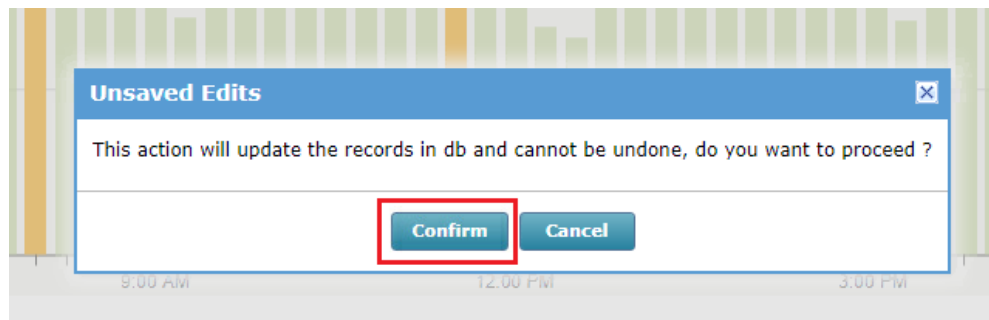 Unsaved Edits
This action will update the records in db and cannot be undone, do you want to proceed ?
Confirm Cancel
9:00 AM 12:00 PM 3:00 PM